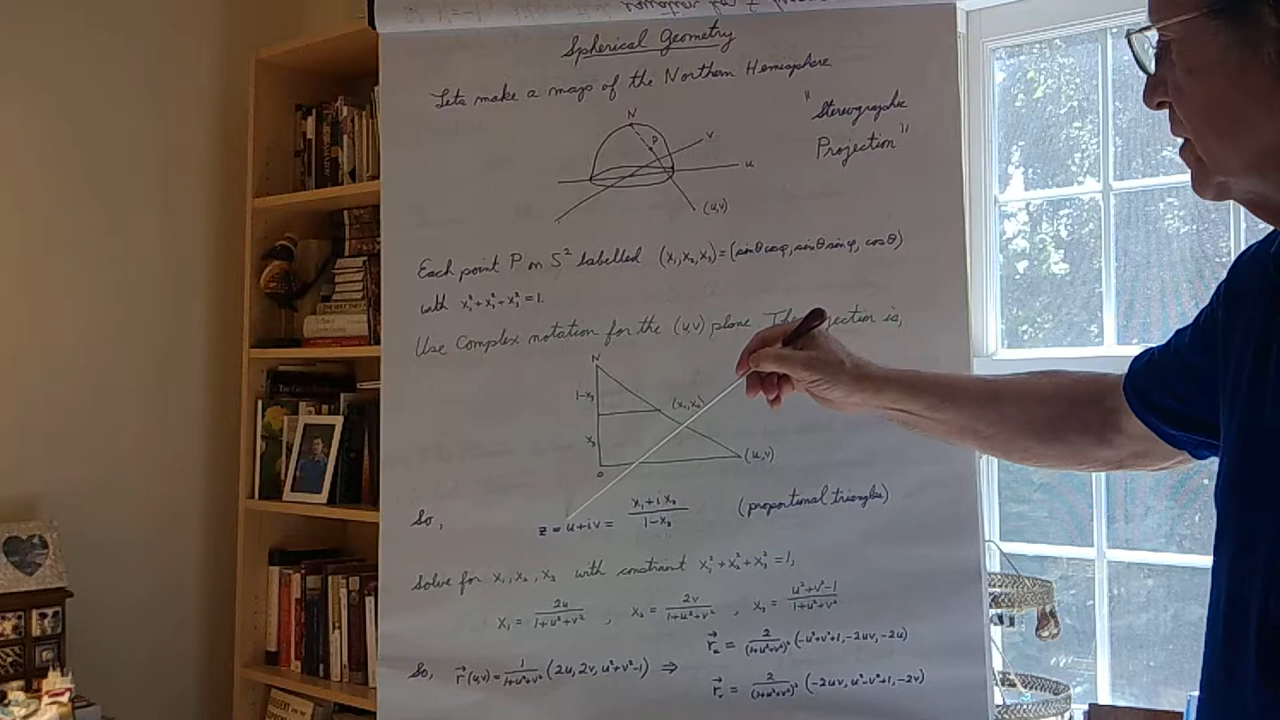 Spherical Geometry
Lets make a map of the Northern Hemisphere
"Stereographic
Projection"
N
P
v
u
(u,v)
Each point P on S² labelled (x₁,x₂,x₃)=(sinθcosφ,sinθsinφ,cosθ)
with x₁²+x₂²+x₃²=1.
Use Complex notation for the (u,v) plane. The is,
N
1-x₃
(x₁,x₂)
x₃
0
(u,v)
So, z = u+iv = (x₁+ix₂)/(1-x₃) (proportional triangles)
Solve for x₁,x₂,x₃ with constraint x₁²+x₂²+x₃²=1,
x₁ = 2u/(1+u²+v²) , x₂ = 2v/(1+u²+v²) , x₃ = (u²+v²-1)/(1+u²+v²)
r⃗ᵤ = 2/(1+u²+v²)² (-u²+v²+1,-2uv,-2u)
So, r⃗(u,v)= 1/(1+u²+v²) (2u,2v,u²+v²-1) ⇒
r⃗ᵥ = 2/(1+u²+v²)² (-2uv,u²-v²+1,-2v)